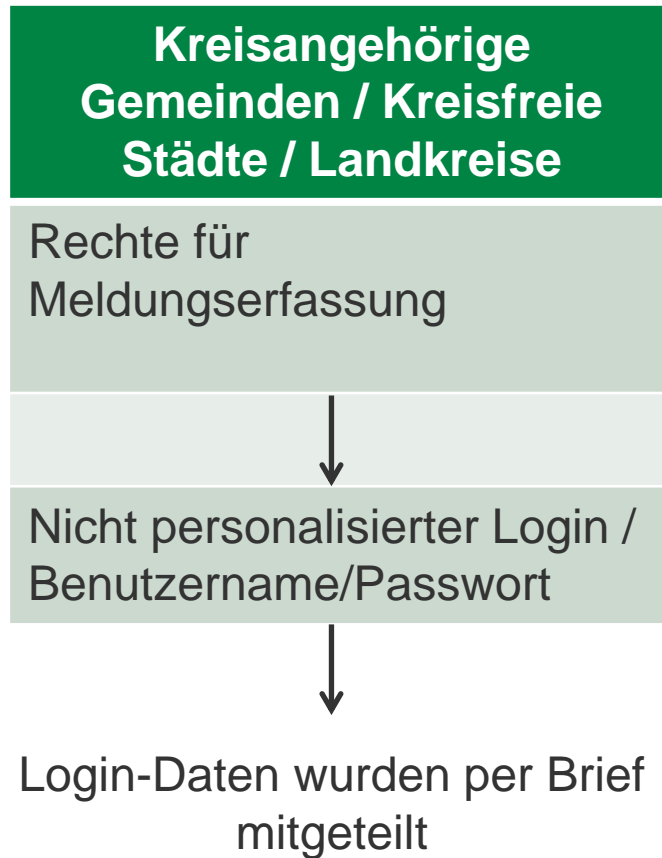 Kreisangehörige
Gemeinden / Kreisfreie
Städte / Landkreise
Rechte für
Meldungserfassung
Nicht personalisierter Login /
Benutzername/Passwort
Login-Daten wurden per Brief
mitgeteilt